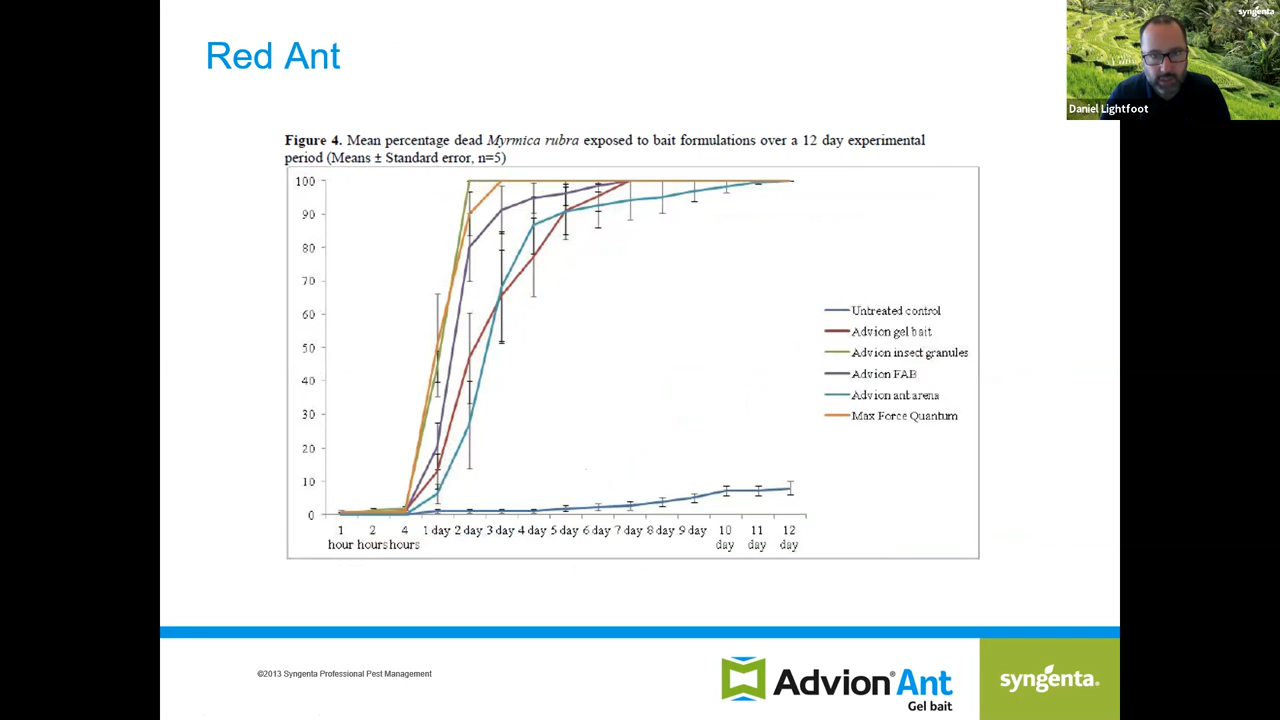 Red Ant
syngenta
Daniel Lightfoot
Figure 4. Mean percentage dead Myrmica rubra exposed to bait formulations over a 12 day experimental
period (Means ± Standard error, n=5)
100
90
80
70
60
50
40
30
20
10
0
1 hour
2 hours
4 hours
1 day
2 day
3 day
4 day
5 day
6 day
7 day
8 day
9 day
10 day
11 day
12 day
Untreated control
Advion gel bait
Advion insect granules
Advion FAB
Advion ant arena
Max Force Quantum
©2013 Syngenta Professional Pest Management
Advion® Ant
Gel bait
syngenta®